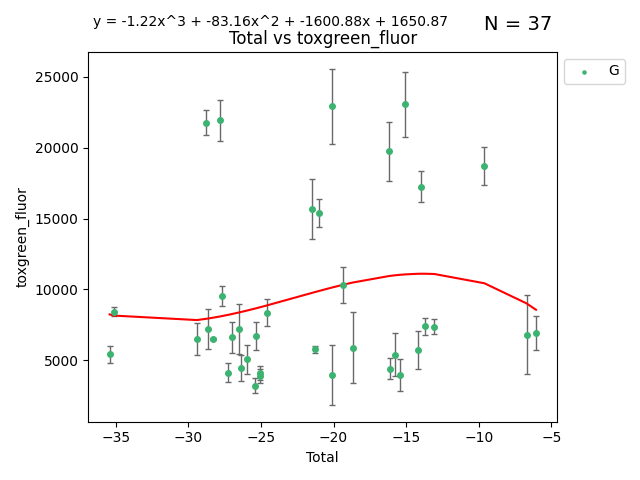 y = -1.22x^3 + -83.16x^2 + -1600.88x + 1650.87
N = 37
Total vs toxgreen_fluor
G
25000
20000
15000
10000
5000
toxgreen_fluor
−35 −30 −25 −20 −15 −10 −5
Total